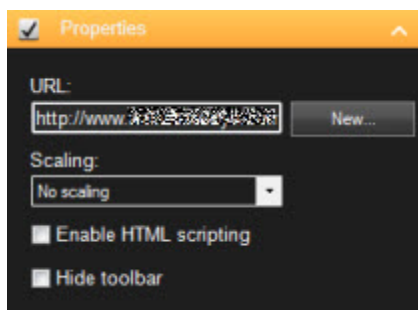 Properties
URL:
http://www.
New...
Scaling:
No scaling
Enable HTML scripting
Hide toolbar